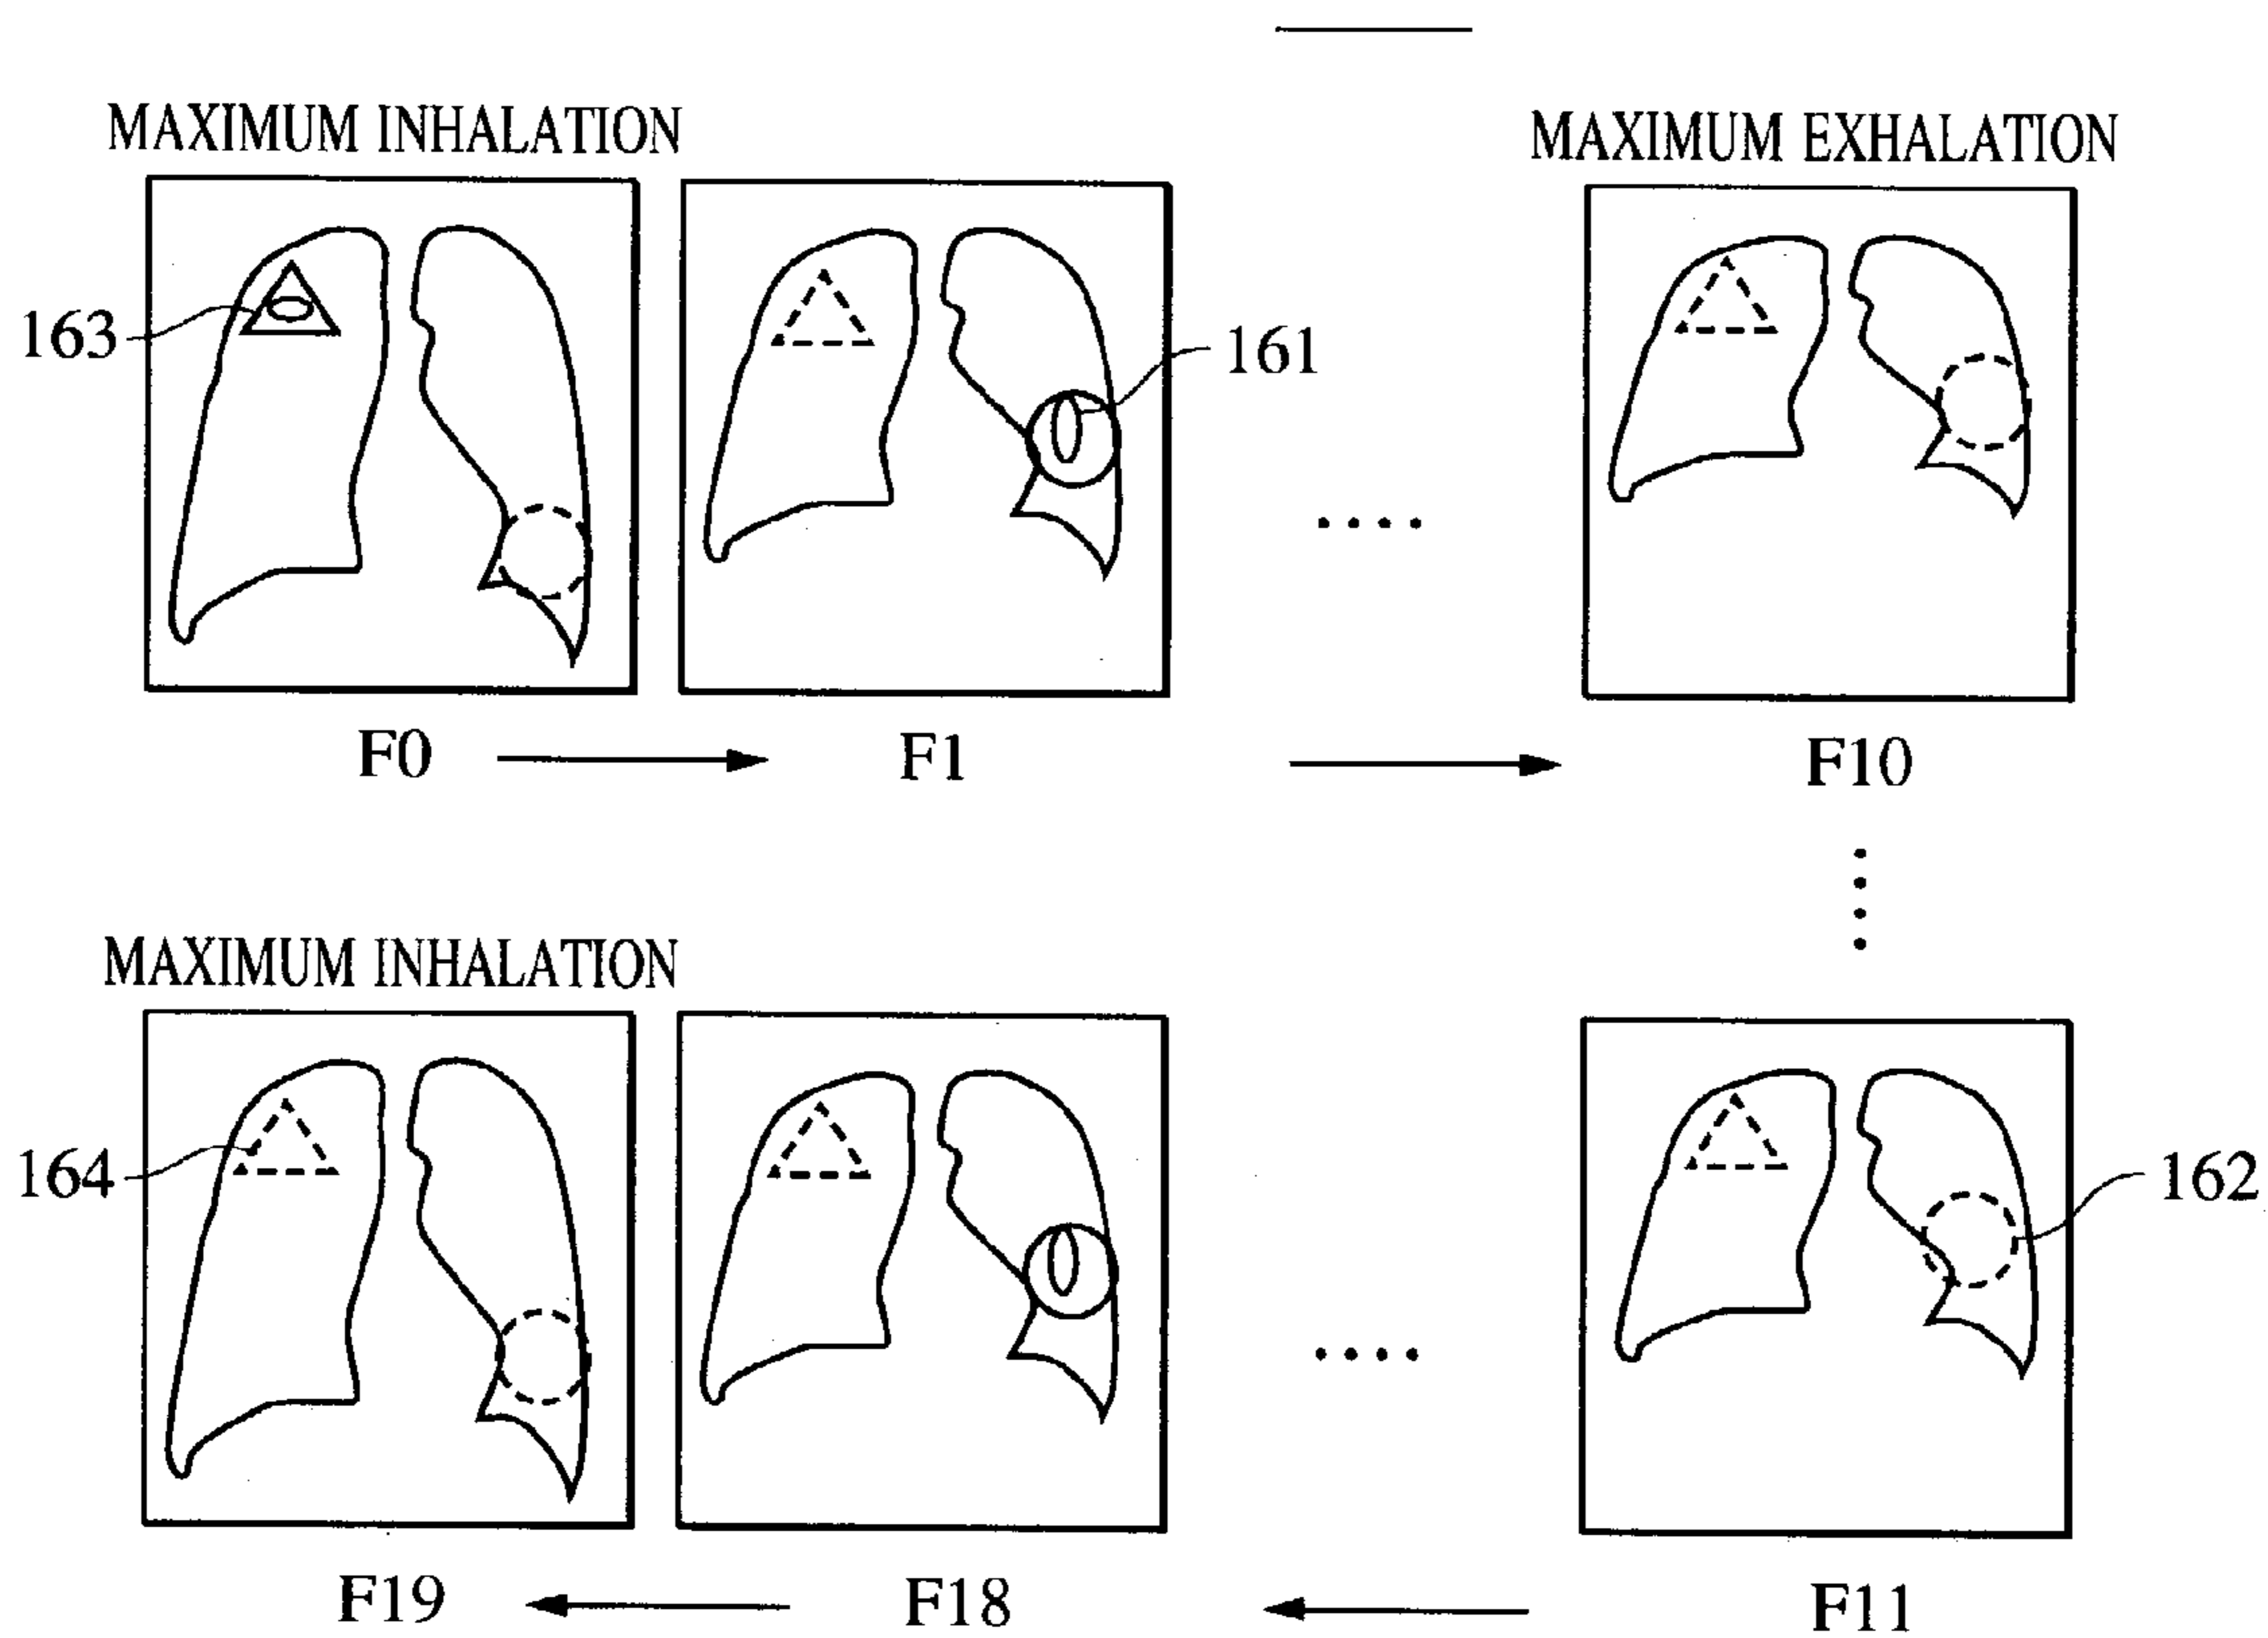 MAXIMUM INHALATION
MAXIMUM EXHALATION
163
161
F0
F1
F10
MAXIMUM INHALATION
164
162
F19
F18
F11